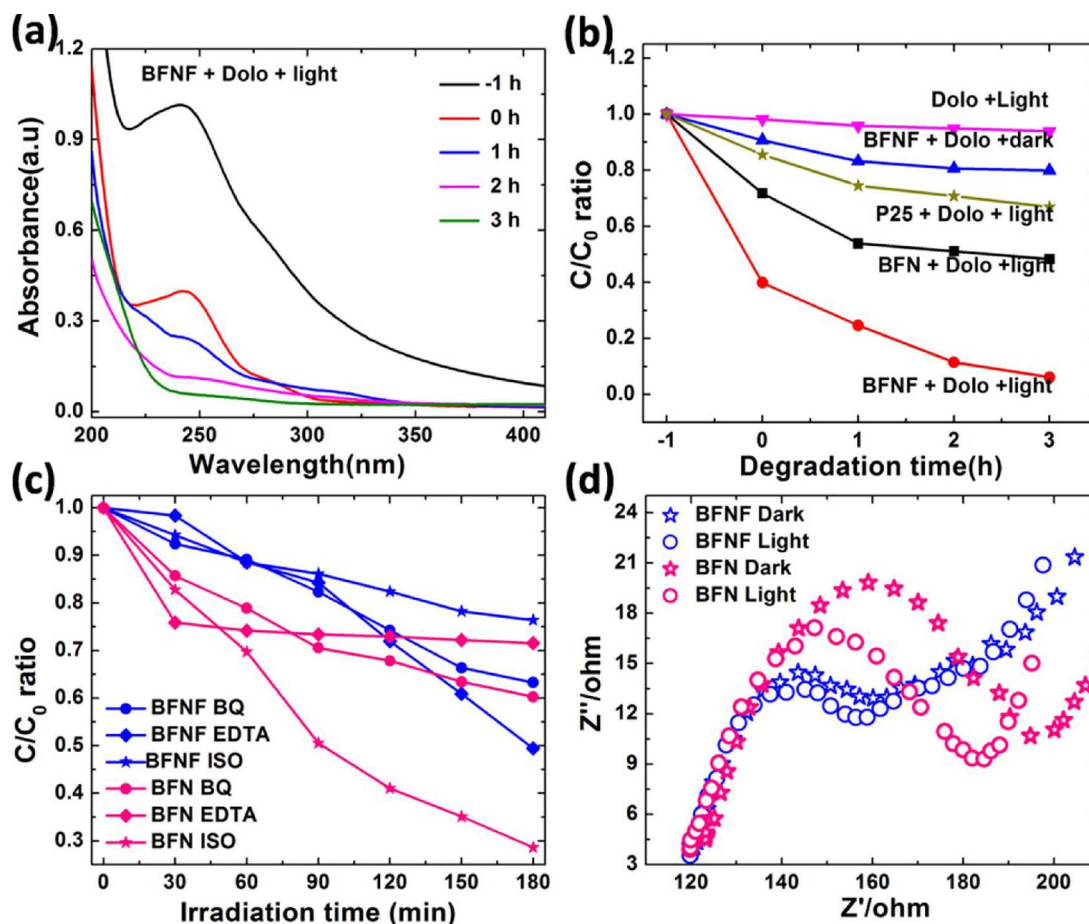 (a)
BFNF + Dolo + light
-1 h
0 h
1 h
2 h
3 h
Absorbance(a.u)
1.2
0.9
0.6
0.3
0.0
200
250
300
350
400
Wavelength(nm)
(b)
Dolo +Light
BFNF + Dolo +dark
P25 + Dolo + light
BFN + Dolo +light
BFNF + Dolo +light
C/C0 ratio
1.2
1.0
0.8
0.6
0.4
0.2
0.0
-1
0
1
2
3
Degradation time(h)
(c)
C/C0 ratio
1.0
0.9
0.8
0.7
0.6
0.5
0.4
0.3
BFNF BQ
BFNF EDTA
BFNF ISO
BFN BQ
BFN EDTA
BFN ISO
0
30
60
90
120
150
180
Irradiation time (min)
(d)
BFNF Dark
BFNF Light
BFN Dark
BFN Light
Z''/ohm
24
21
18
15
12
9
6
3
120
140
160
180
200
Z'/ohm